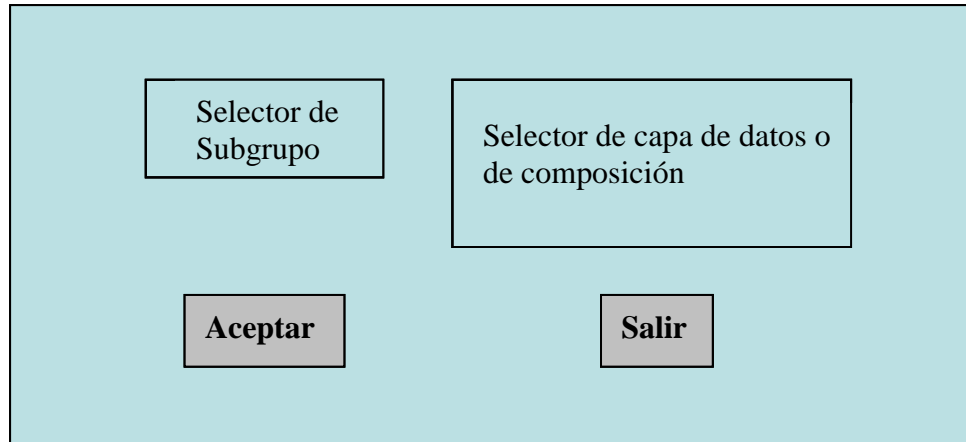 Selector de
Subgrupo
Selector de capa de datos o
de composición
Aceptar
Salir